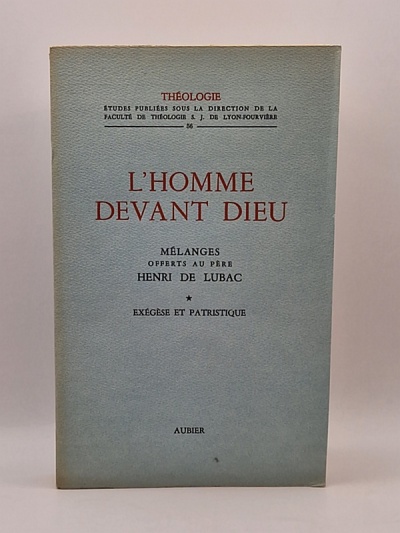 THÉOLOGIE
ÉTUDES PUBLIÉES SOUS LA DIRECTION DE LA
FACULTÉ DE THÉOLOGIE S. J. DE LYON-FOURVIÈRE
56
L'HOMME
DEVANT DIEU
MÉLANGES
OFFERTS AU PÈRE
HENRI DE LUBAC
★
EXÉGÈSE ET PATRISTIQUE
AUBIER